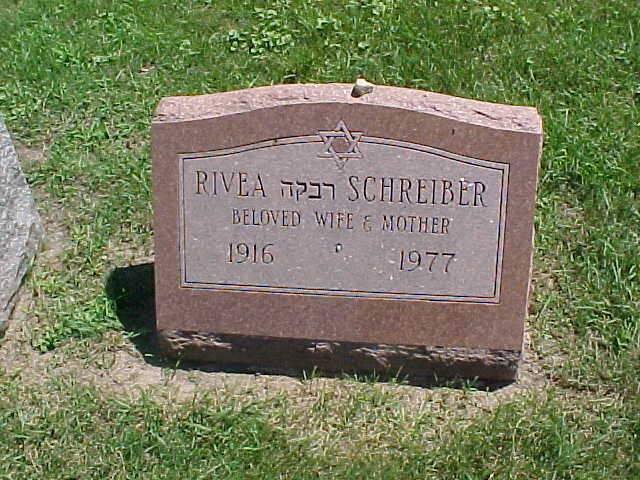 RIVEA רבקה SCHREIBER
BELOVED WIFE & MOTHER
1916 1977